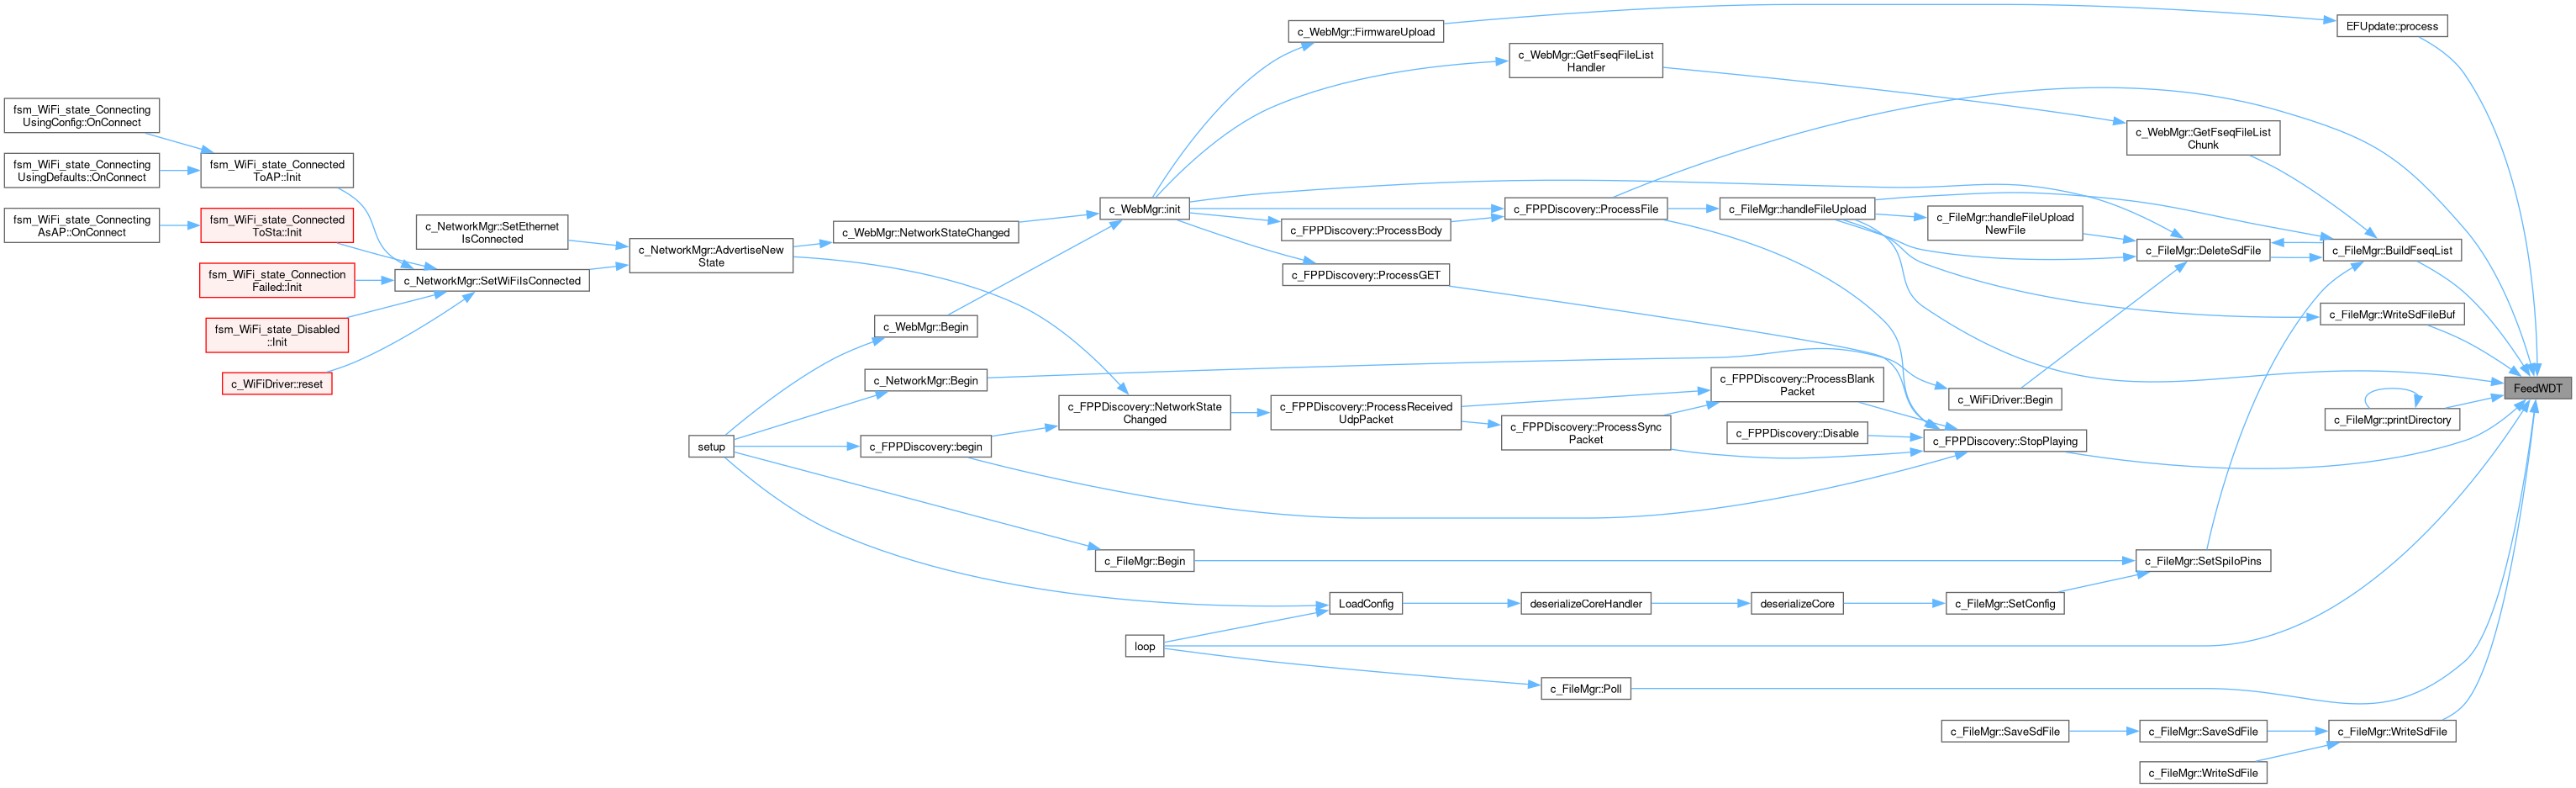 EFUpdate::process
c_WebMgr::FirmwareUpload
c_WebMgr::GetFseqFileList
Handler
fsm_WiFi_state_Connecting
UsingConfig::OnConnect
c_WebMgr::GetFseqFileList
Chunk
fsm_WiFi_state_Connecting
UsingDefaults::OnConnect
fsm_WiFi_state_Connected
ToAP::Init
c_WebMgr::init
c_FPPDiscovery::ProcessFile
c_FileMgr::handleFileUpload
fsm_WiFi_state_Connecting
AsAP::OnConnect
fsm_WiFi_state_Connected
ToSta::Init
c_NetworkMgr::SetEthernet
IsConnected
c_WebMgr::NetworkStateChanged
c_FPPDiscovery::ProcessBody
c_FileMgr::handleFileUpload
NewFile
c_FileMgr::DeleteSdFile
c_FileMgr::BuildFseqList
c_NetworkMgr::AdvertiseNew
State
c_FPPDiscovery::ProcessGET
fsm_WiFi_state_Connection
Failed::Init
c_NetworkMgr::SetWiFiIsConnected
c_FileMgr::WriteSdFileBuf
fsm_WiFi_state_Disabled
::Init
c_WebMgr::Begin
c_WiFiDriver::reset
c_NetworkMgr::Begin
c_FPPDiscovery::ProcessBlank
Packet
c_WiFiDriver::Begin
FeedWDT
c_FPPDiscovery::NetworkState
Changed
c_FPPDiscovery::ProcessReceived
UdpPacket
c_FileMgr::printDirectory
c_FPPDiscovery::ProcessSync
Packet
c_FPPDiscovery::Disable
c_FPPDiscovery::StopPlaying
setup
c_FPPDiscovery::begin
c_FileMgr::Begin
c_FileMgr::SetSpiIoPins
LoadConfig
deserializeCoreHandler
deserializeCore
c_FileMgr::SetConfig
loop
c_FileMgr::Poll
c_FileMgr::SaveSdFile
c_FileMgr::SaveSdFile
c_FileMgr::WriteSdFile
c_FileMgr::WriteSdFile